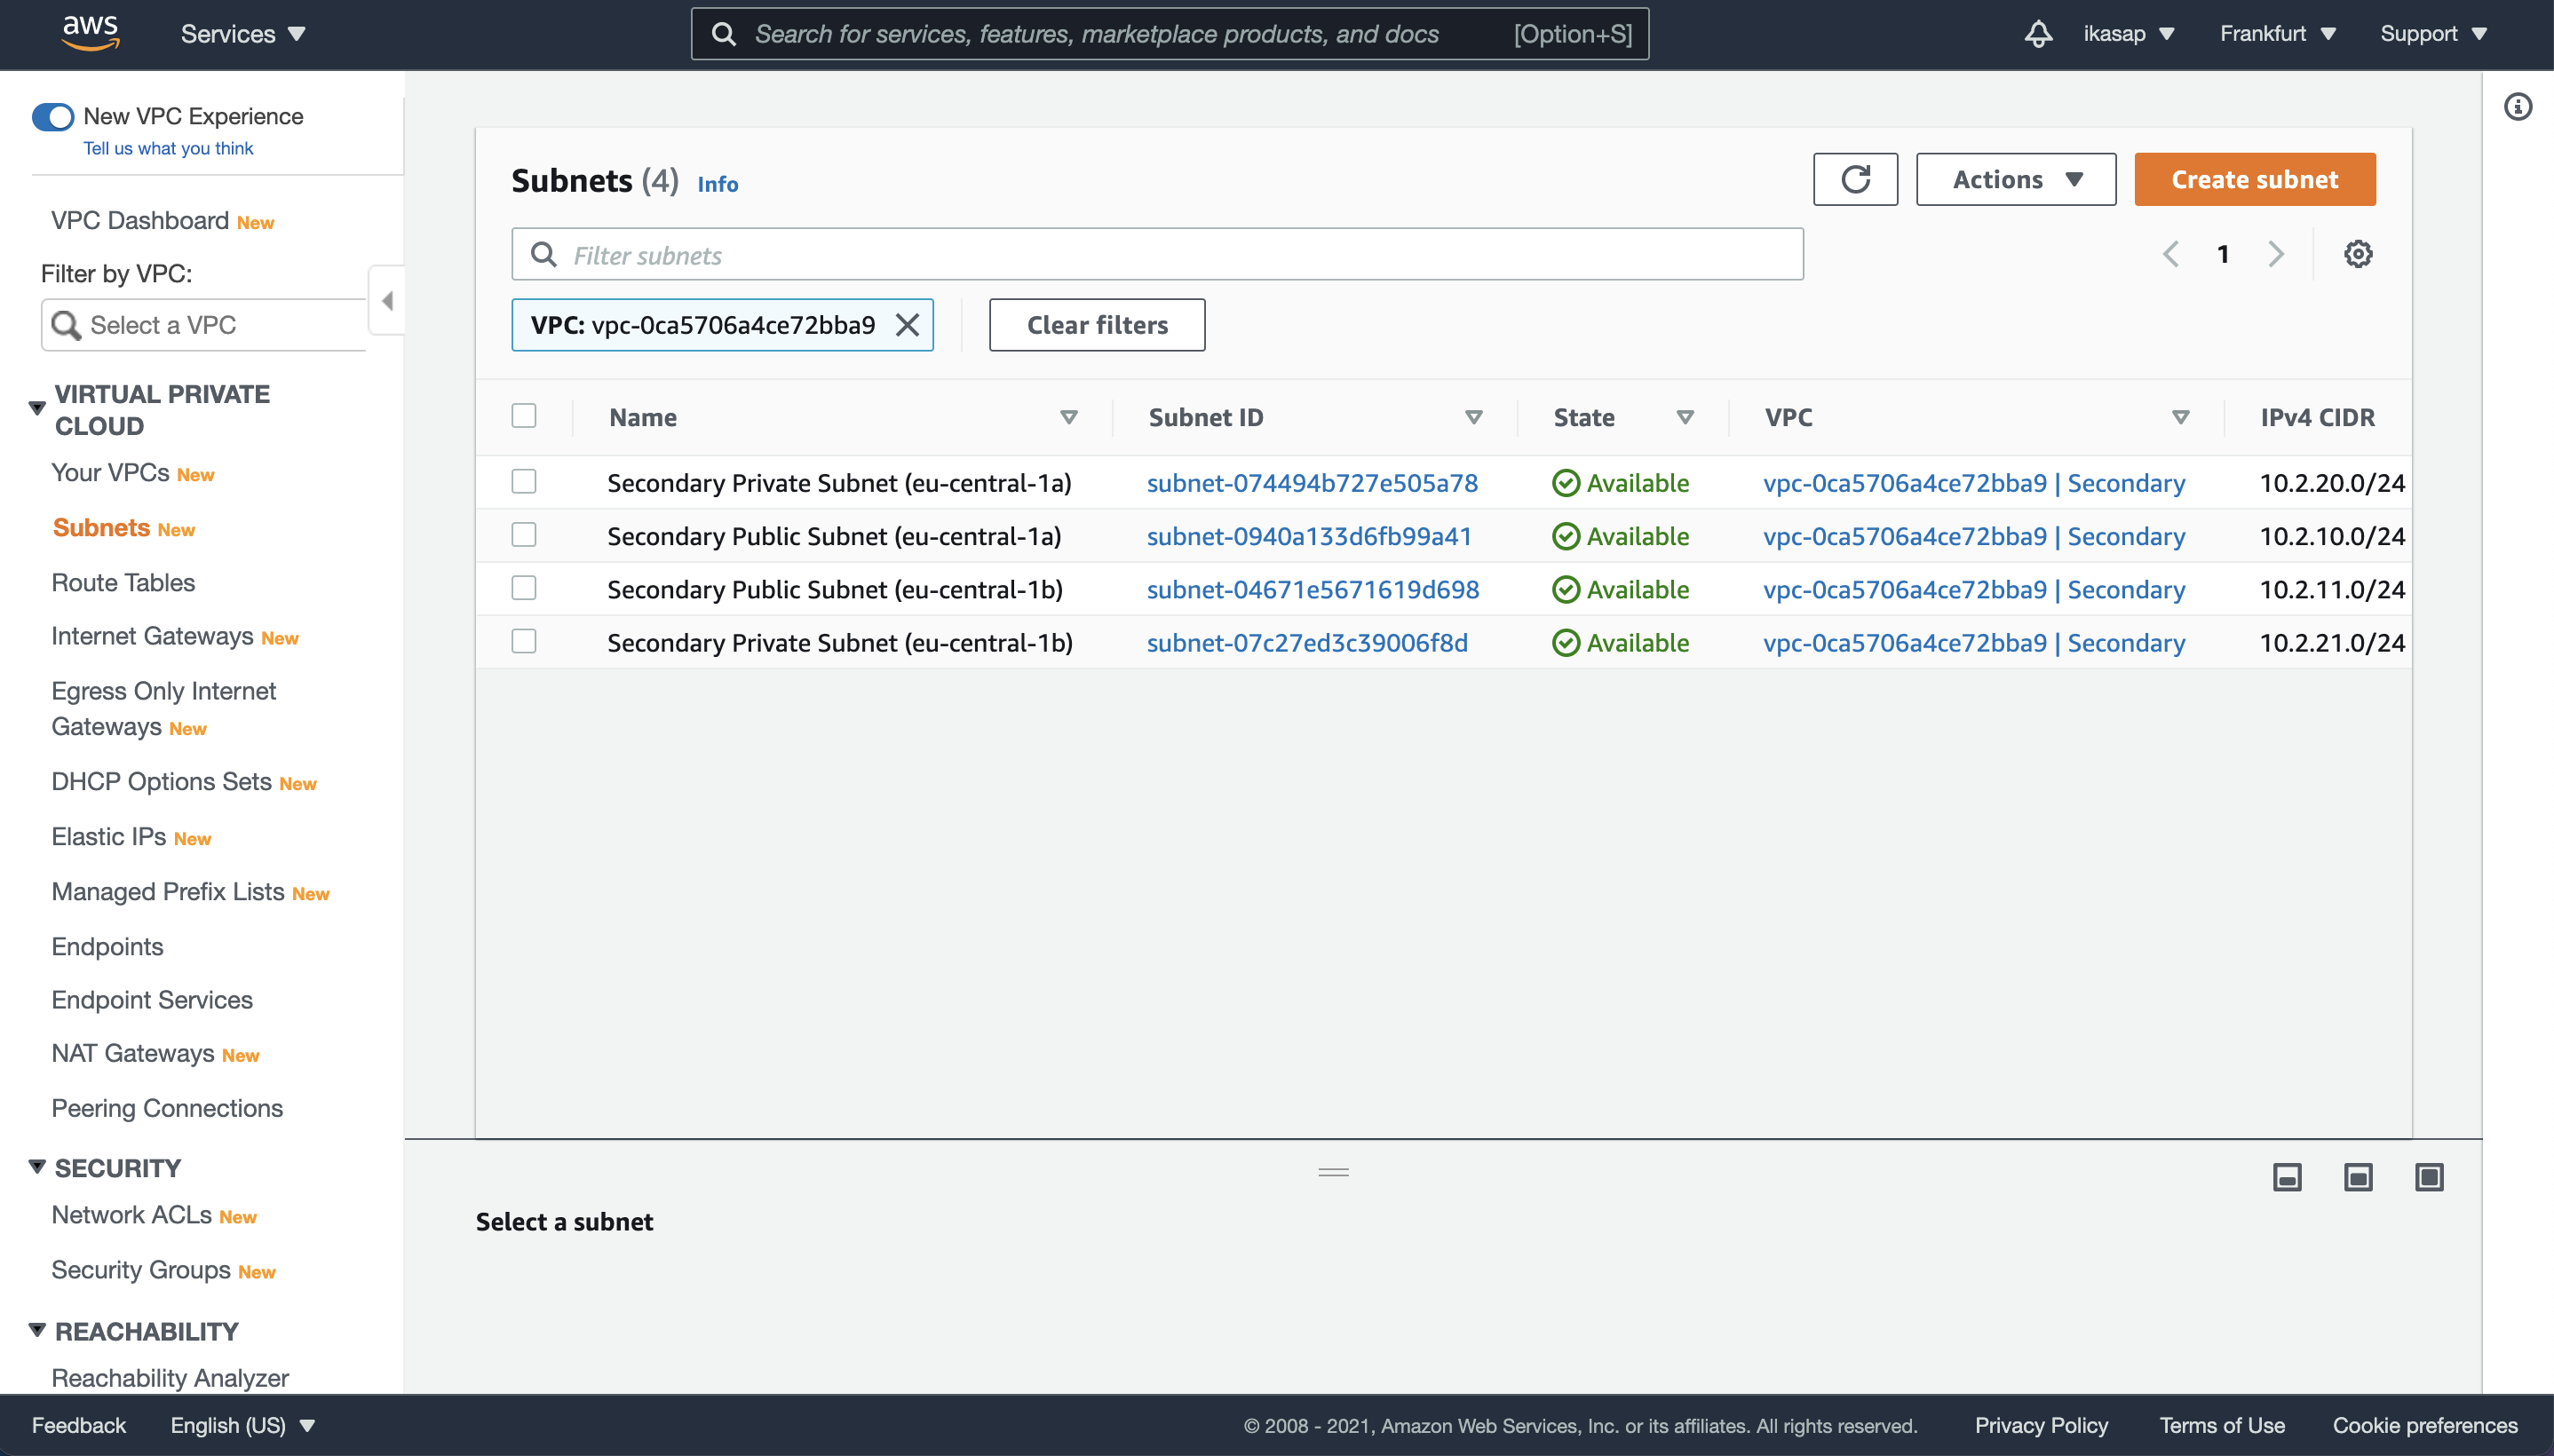 aws Services Search for services, features, marketplace products, and docs [Option+S] ikasap Frankfurt Support
New VPC Experience
Tell us what you think
VPC Dashboard New
Filter by VPC:
Select a VPC
VIRTUAL PRIVATE
CLOUD
Your VPCs New
Subnets New
Route Tables
Internet Gateways New
Egress Only Internet
Gateways New
DHCP Options Sets New
Elastic IPs New
Managed Prefix Lists New
Endpoints
Endpoint Services
NAT Gateways New
Peering Connections
SECURITY
Network ACLs New
Security Groups New
REACHABILITY
Reachability Analyzer
Subnets (4) Info Actions Create subnet
Filter subnets 1
VPC: vpc-0ca5706a4ce72bba9 Clear filters
Name Subnet ID State VPC IPv4 CIDR
Secondary Private Subnet (eu-central-1a) subnet-074494b727e505a78 Available vpc-0ca5706a4ce72bba9 | Secondary 10.2.20.0/24
Secondary Public Subnet (eu-central-1a) subnet-0940a133d6fb99a41 Available vpc-0ca5706a4ce72bba9 | Secondary 10.2.10.0/24
Secondary Public Subnet (eu-central-1b) subnet-04671e5671619d698 Available vpc-0ca5706a4ce72bba9 | Secondary 10.2.11.0/24
Secondary Private Subnet (eu-central-1b) subnet-07c27ed3c39006f8d Available vpc-0ca5706a4ce72bba9 | Secondary 10.2.21.0/24
Select a subnet
Feedback English (US) © 2008 - 2021, Amazon Web Services, Inc. or its affiliates. All rights reserved. Privacy Policy Terms of Use Cookie preferences